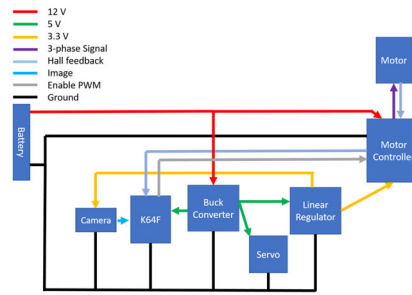 12 V
5 V
3.3 V
3-phase Signal
Hall feedback
Image
Enable PWM
Ground
Motor
Battery
Motor
Controller
Camera
K64F
Buck
Converter
Linear
Regulator
Servo